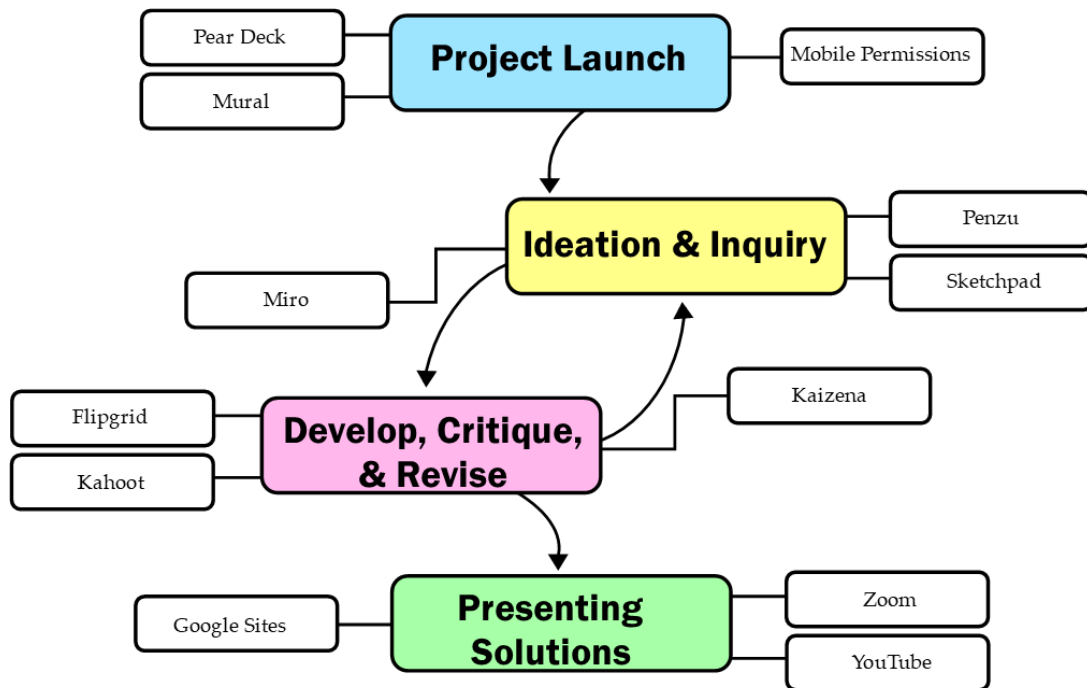 Pear Deck
Project Launch
Mobile Permissions
Mural
Ideation & Inquiry
Penzu
Sketchpad
Miro
Kaizena
Flipgrid
Develop, Critique,
& Revise
Kahoot
Presenting
Solutions
Zoom
Google Sites
YouTube